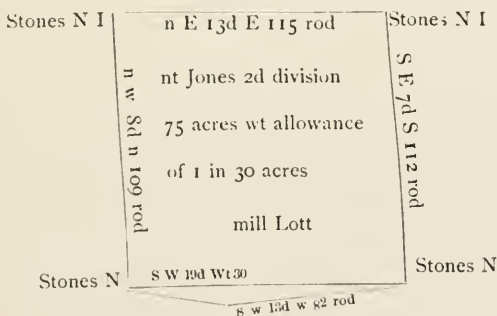 Stones N I
n E 13d E 115 rod
Stones N I
n w 8d n 109 rod
nt Jones 2d division
75 acres wt allowance
of 1 in 30 acres
mill Lott
S E 7d S 112 rod
Stones N
S W 19d Wt 30
Stones N
s w 13d w 82 rod